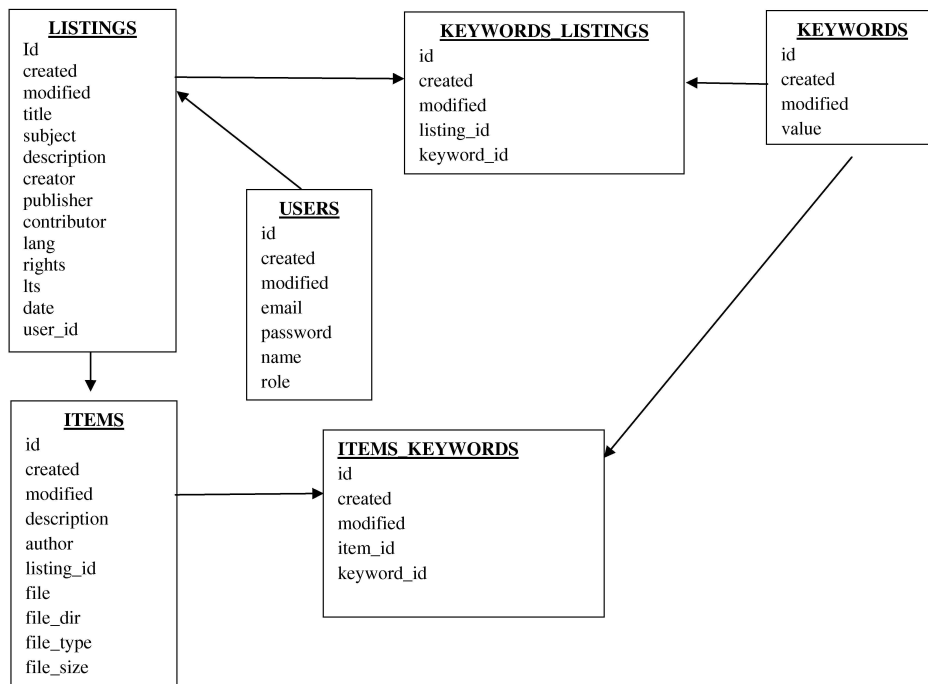 LISTINGS
Id
created
modified
title
subject
description
creator
publisher
contributor
lang
rights
lts
date
user_id
KEYWORDS_LISTINGS
id
created
modified
listing_id
keyword_id
KEYWORDS
id
created
modified
value
USERS
id
created
modified
email
password
name
role
ITEMS
id
created
modified
description
author
listing_id
file
file_dir
file_type
file_size
ITEMS_KEYWORDS
id
created
modified
item_id
keyword_id